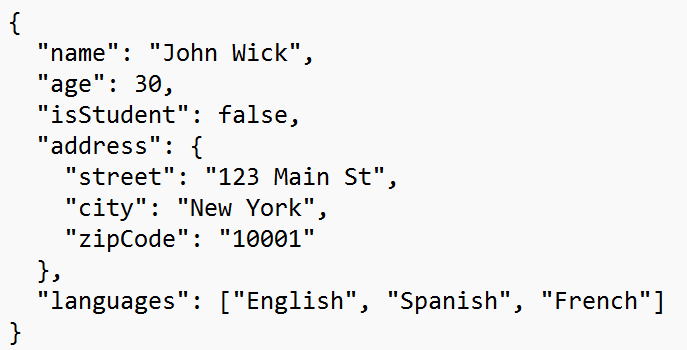 {
  "name": "John Wick",
  "age": 30,
  "isStudent": false,
  "address": {
    "street": "123 Main St",
    "city": "New York",
    "zipCode": "10001"
  },
  "languages": ["English", "Spanish", "French"]
}